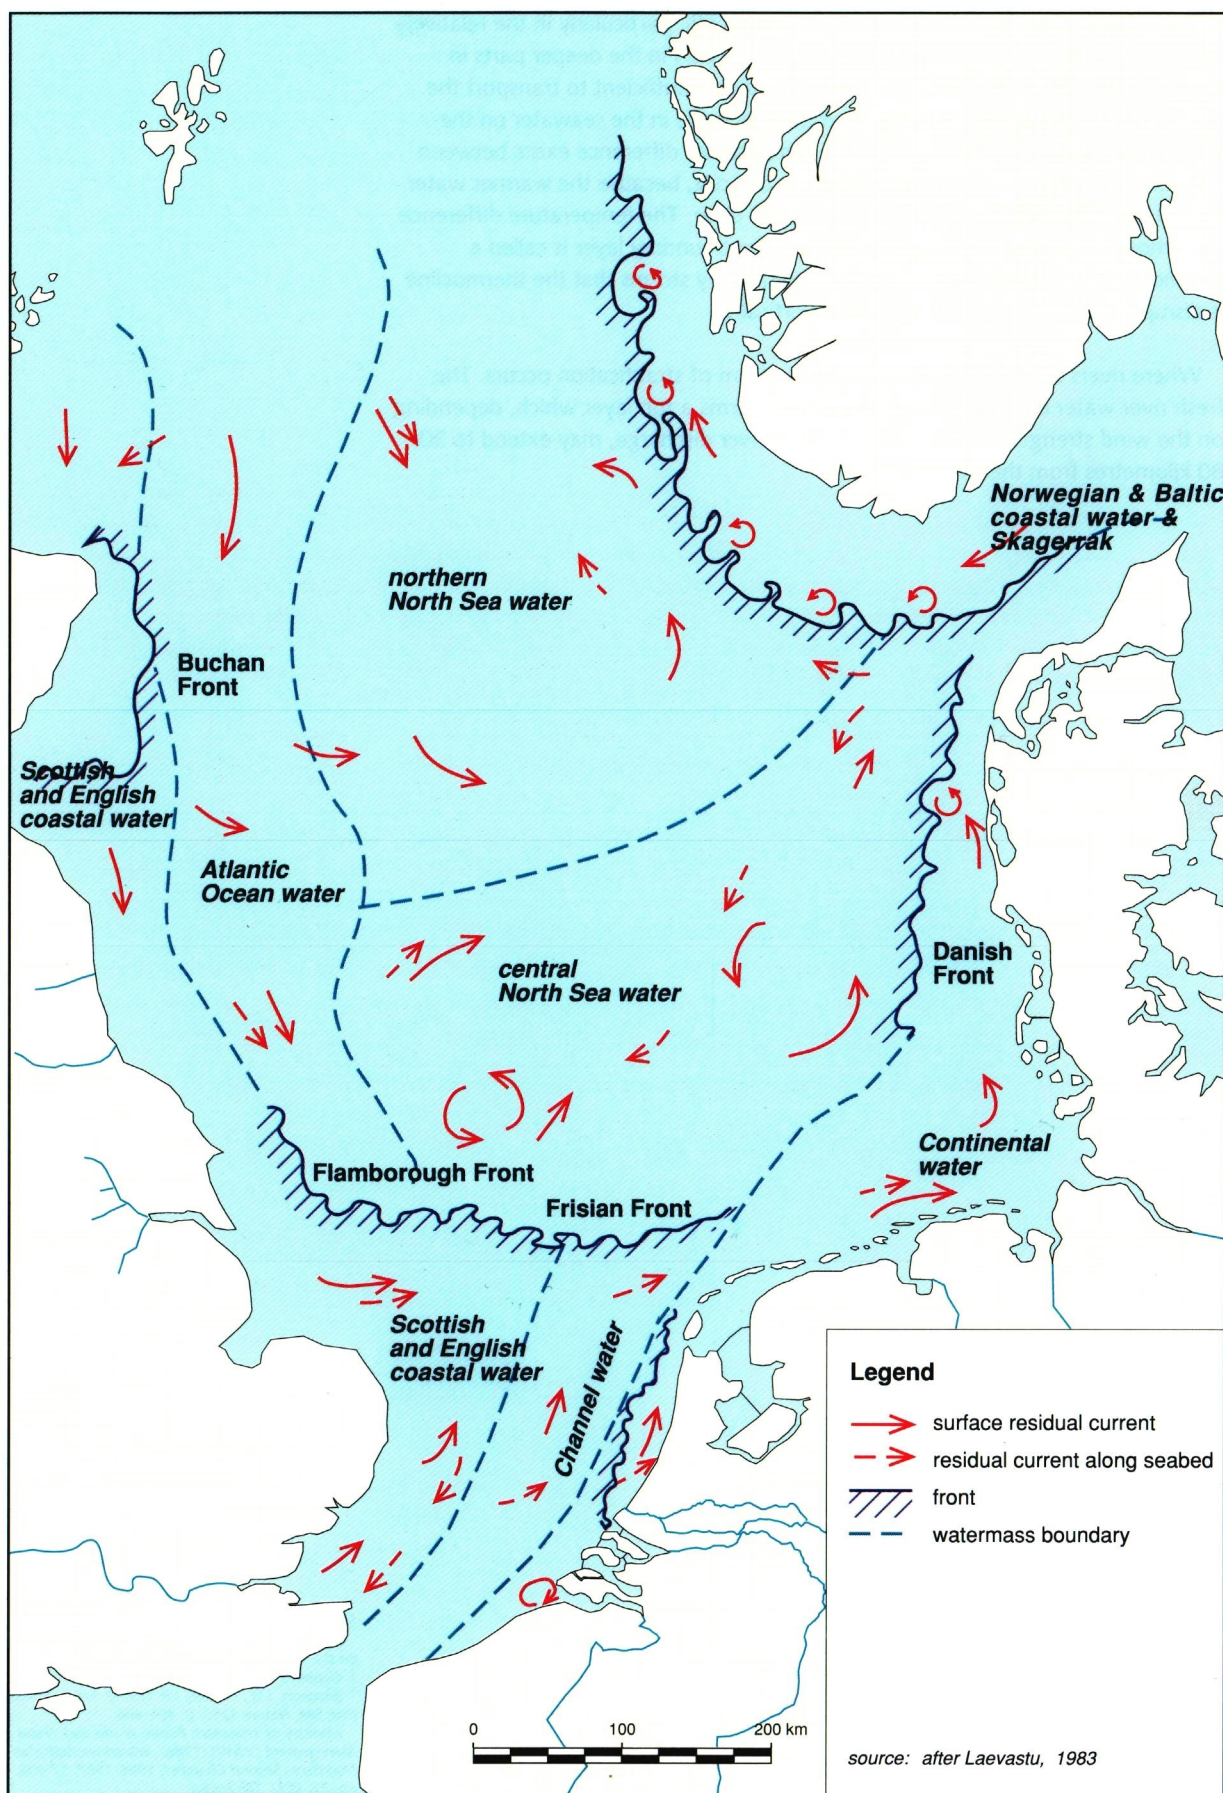 Norwegian & Baltic
coastal water &
Skagerrak
northern
North Sea water
Buchan
Front
Scottish
and English
coastal water
Atlantic
Ocean water
central
North Sea water
Danish
Front
Continental
water
Flamborough Front
Frisian Front
Scottish
and English
coastal water
Channel water
Legend
surface residual current
residual current along seabed
front
watermass boundary
0 100 200 km
source: after Laevastu, 1983